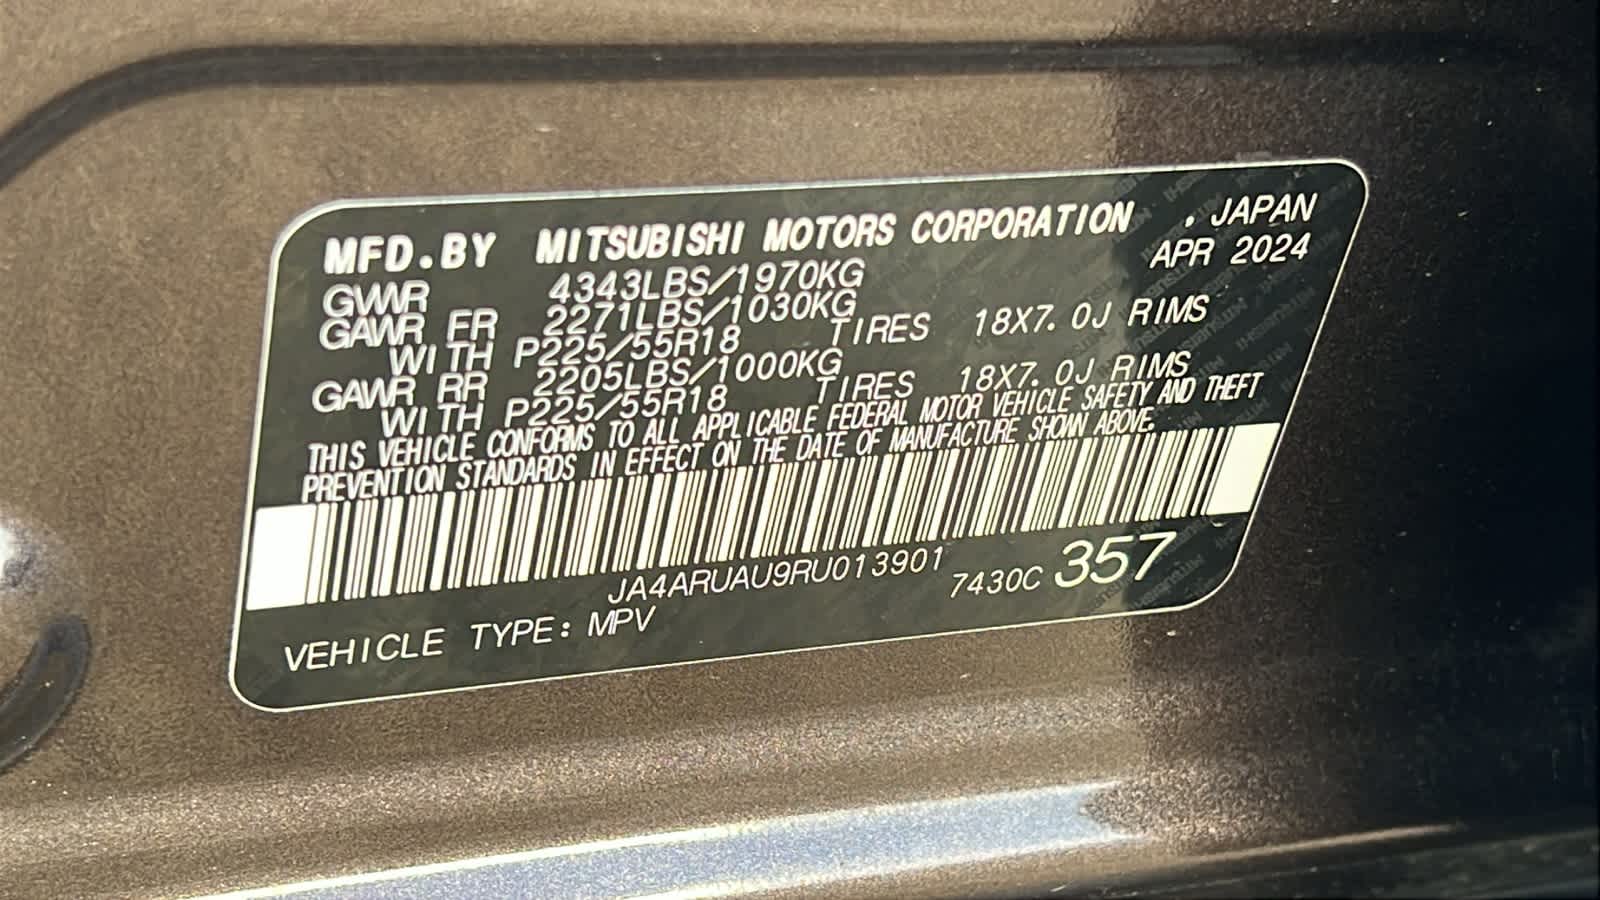 MFD.BY MITSUBISHI MOTORS CORPORATION , JAPAN
APR 2024
GVWR 4343LBS/1970KG
GAWR FR 2271LBS/1030KG
WITH P225/55R18 TIRES 18X7.0J RIMS
GAWR RR 2205LBS/1000KG
WITH P225/55R18 TIRES 18X7.0J RIMS
THIS VEHICLE CONFORMS TO ALL APPLICABLE FEDERAL MOTOR VEHICLE SAFETY AND THEFT
PREVENTION STANDARDS IN EFFECT ON THE DATE OF MANUFACTURE SHOWN ABOVE.
JA4ARUAU9RU013901
7430C 357
VEHICLE TYPE: MPV